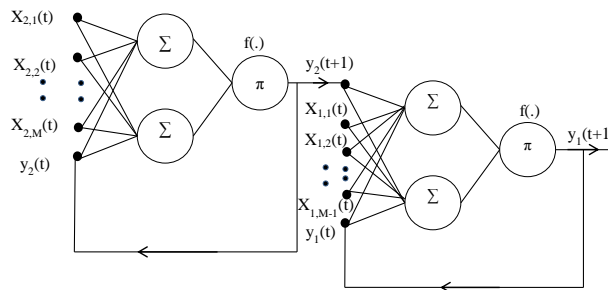 X2,1(t)
X2,2(t)
X2,M(t)
y2(t)
Σ
Σ
f(.)
π
y2(t+1)
X1,1(t)
X1,2(t)
X1,M-1(t)
y1(t)
Σ
Σ
f(.)
π
y1(t+1